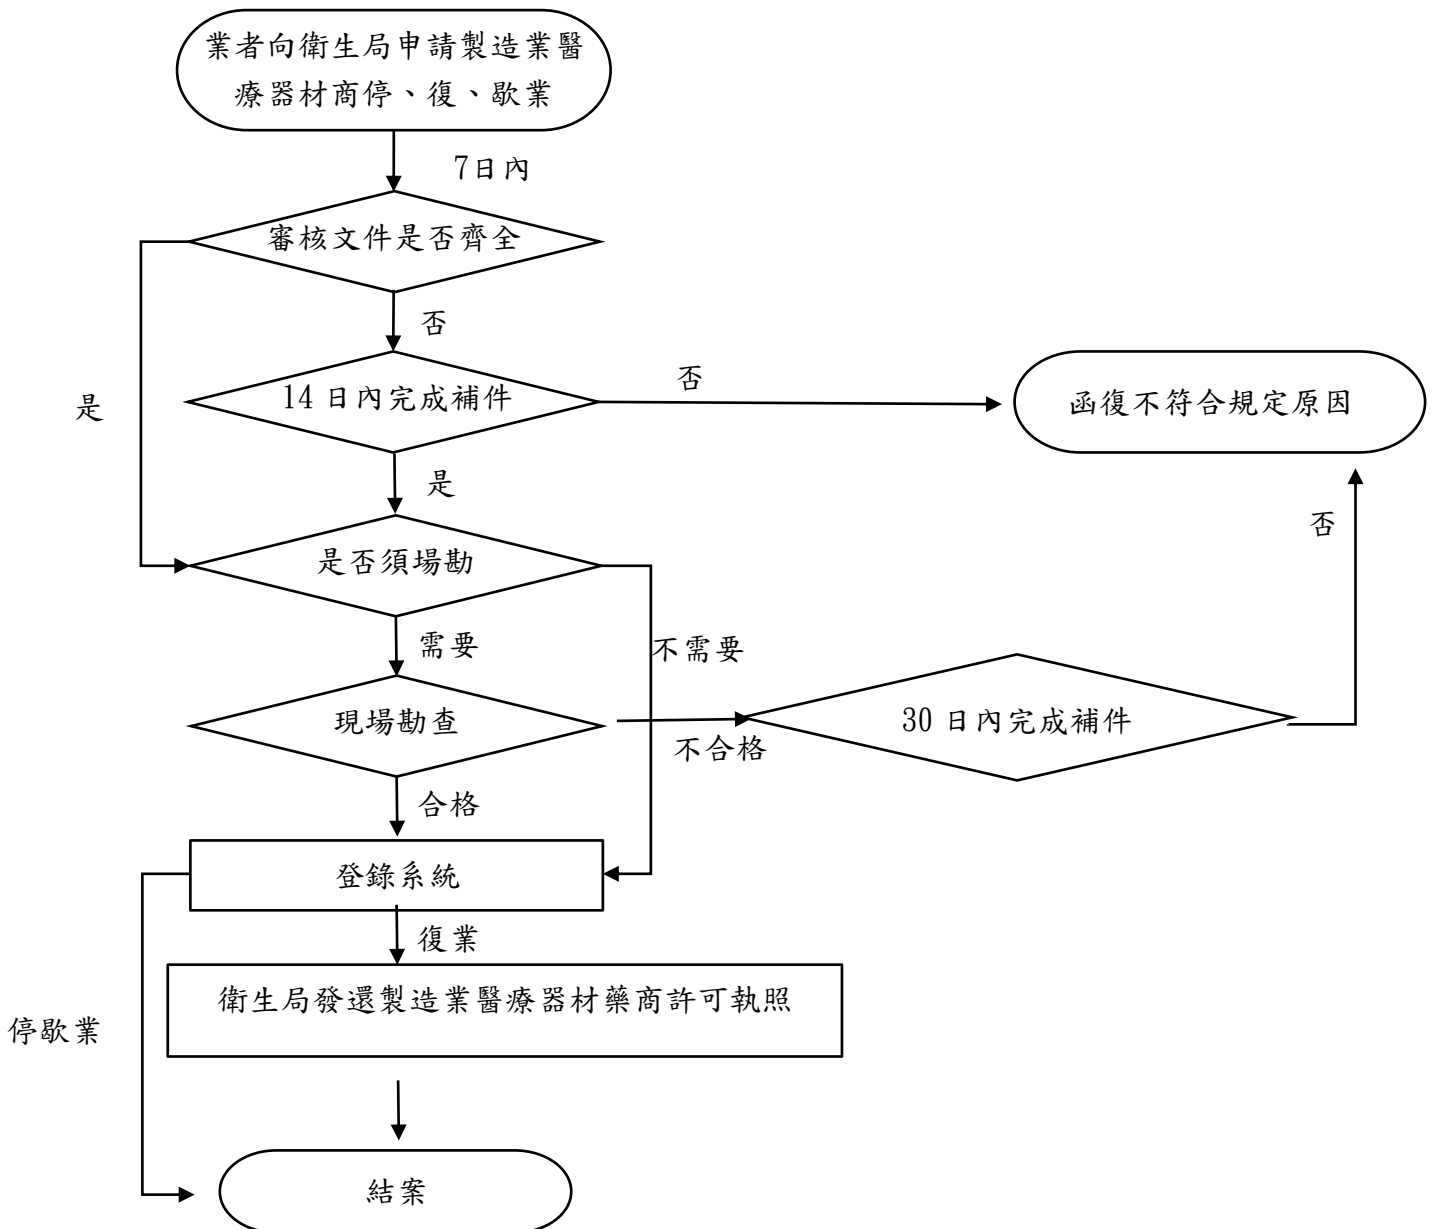 業者向衛生局申請製造業醫
療器材商停、復、歇業
7日內
審核文件是否齊全
否
14 日內完成補件
否
函復不符合規定原因
是
是
否
是否須場勘
需要
不需要
現場勘查
不合格
30 日內完成補件
合格
登錄系統
復業
衛生局發還製造業醫療器材藥商許可執照
停歇業
結案